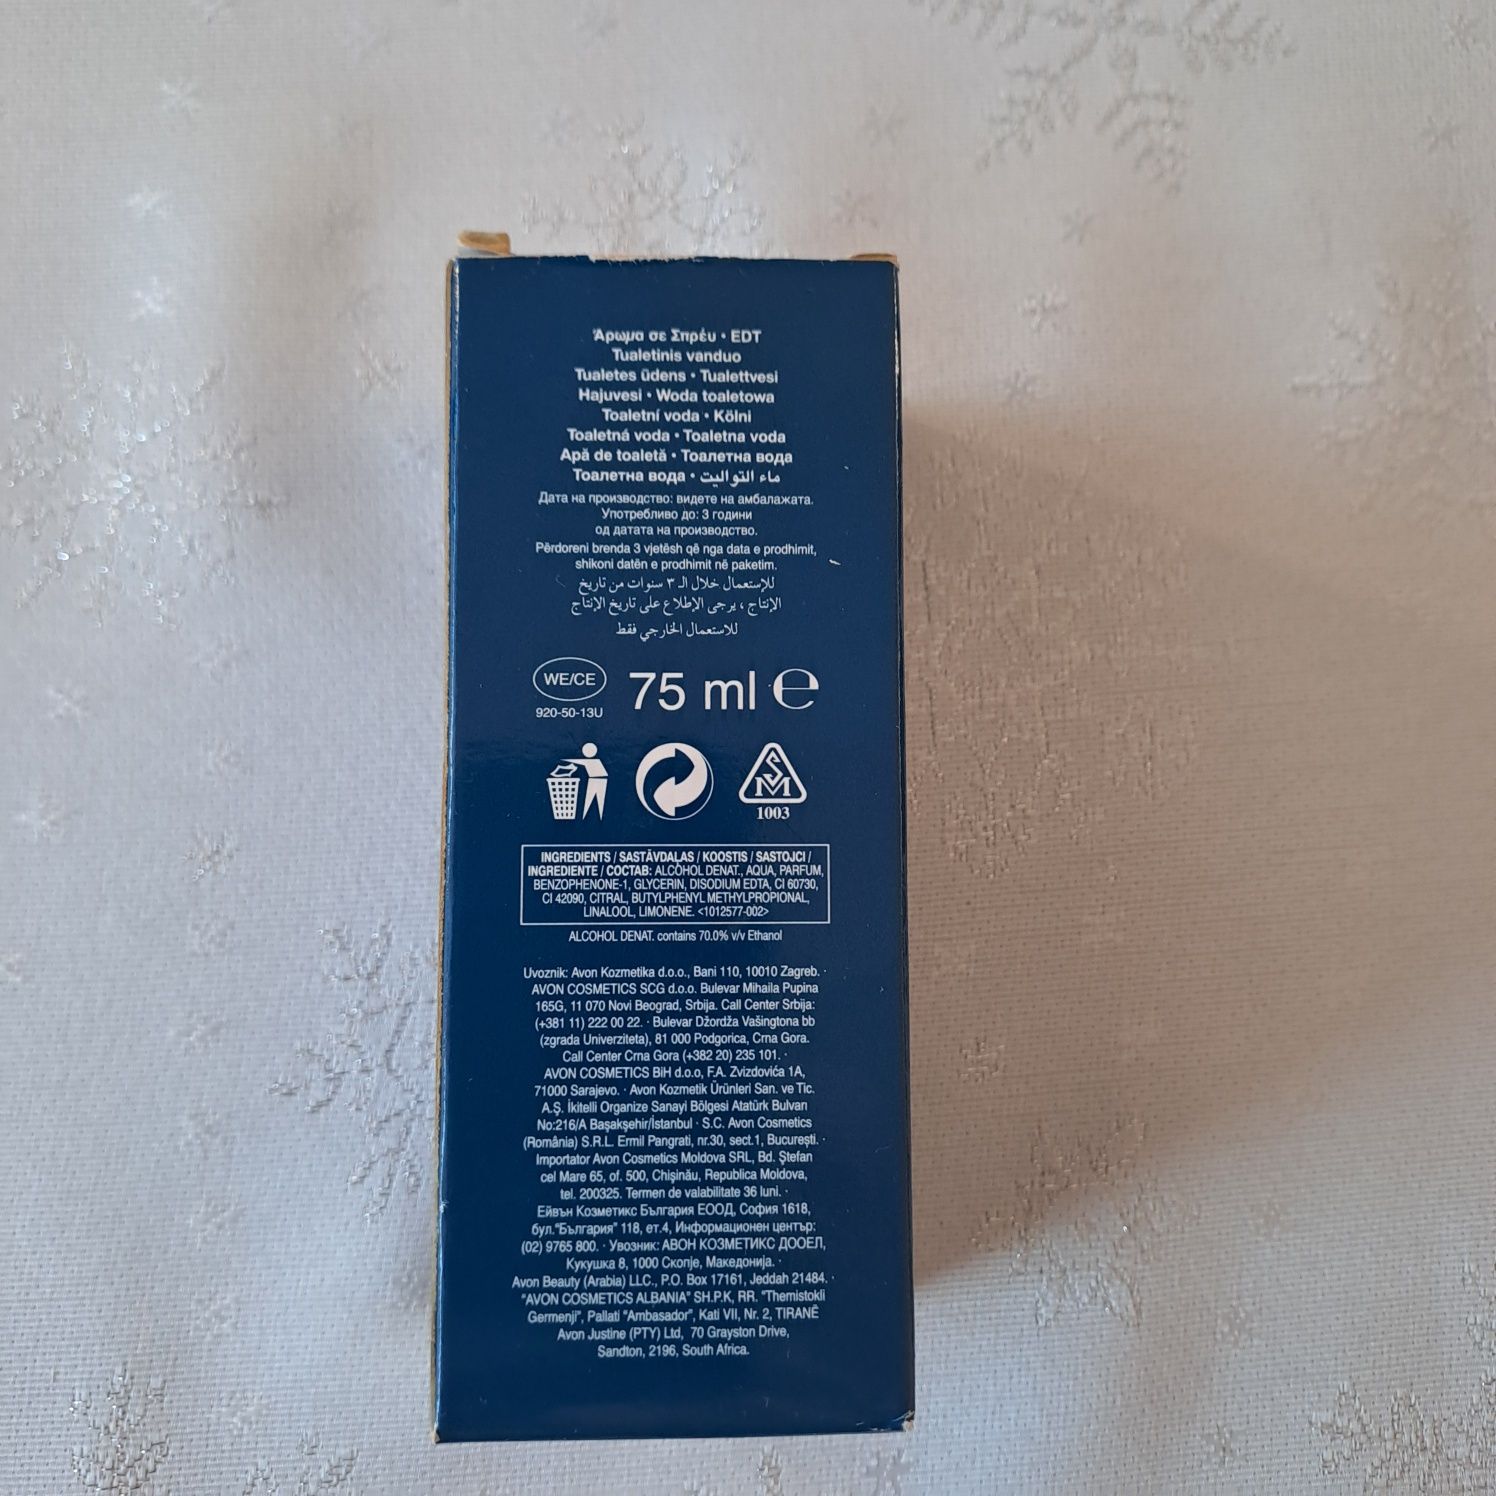 Άρωμα σε Σπρέυ • EDT
Tualetinis vanduo
Tualetes ūdens • Tualettvesi
Hajuvesi • Woda toaletowa
Toaletní voda • Kölni
Toaletná voda • Toaletna voda
Apă de toaletă • Тоалетна вода
Тоалетна вода • ماء التواليت
Дата на производство: видете на амбалажата.
Употребливо до: 3 години
од датата на производство.
Përdoreni brenda 3 vjetësh që nga data e prodhimit,
shikoni datën e prodhimit në paketim.
للإستعمال خلال الـ ٣ سنوات من تاريخ
الإنتاج ، يرجى الإطلاع على تاريخ الإنتاج
للاستعمال الخارجي فقط
WE/CE
920-50-13U
75 ml e
SM
1003
INGREDIENTS / SASTĀVDAĻAS / KOOSTIS / SASTOJCI /
INGREDIENTE / СОСТАВ: ALCOHOL DENAT., AQUA, PARFUM,
BENZOPHENONE-1, GLYCERIN, DISODIUM EDTA, CI 60730,
CI 42090, CITRAL, BUTYLPHENYL METHYLPROPIONAL,
LINALOOL, LIMONENE. <1012577-002>
ALCOHOL DENAT. contains 70.0% v/v Ethanol
Uvoznik: Avon Kozmetika d.o.o., Bani 110, 10010 Zagreb. ·
AVON COSMETICS SCG d.o.o. Bulevar Mihaila Pupina
165G, 11 070 Novi Beograd, Srbija. Call Center Srbija:
(+381 11) 222 00 22. · Bulevar Džordža Vašingtona bb
(zgrada Univerziteta), 81 000 Podgorica, Crna Gora.
Call Center Crna Gora (+382 20) 235 101. ·
AVON COSMETICS BiH d.o.o, F.A. Zvizdovića 1A,
71000 Sarajevo. · Avon Kozmetik Ürünleri San. ve Tic.
A.Ş. İkitelli Organize Sanayi Bölgesi Atatürk Bulvarı
No:216/A Başakşehir/İstanbul · S.C. Avon Cosmetics
(România) S.R.L. Ermil Pangrati, nr.30, sect.1, Bucureşti. ·
Importator Avon Cosmetics Moldova SRL, Bd. Ştefan
cel Mare 65, of. 500, Chişinău, Republica Moldova,
tel. 200325. Termen de valabilitate 36 luni. ·
Ейвън Козметикс България ЕООД, София 1618,
бул."България" 118, ет.4, Информационен център:
(02) 9765 800. · Увозник: АВОН КОЗМЕТИКС ДООЕЛ,
Кукушка 8, 1000 Скопје, Македонија. ·
Avon Beauty (Arabia) LLC., P.O. Box 17161, Jeddah 21484. ·
"AVON COSMETICS ALBANIA" SH.P.K, RR. "Themistokli
Germenji", Pallati "Ambasador", Kati VII, Nr. 2, TIRANË
Avon Justine (PTY) Ltd, 70 Grayston Drive,
Sandton, 2196, South Africa.